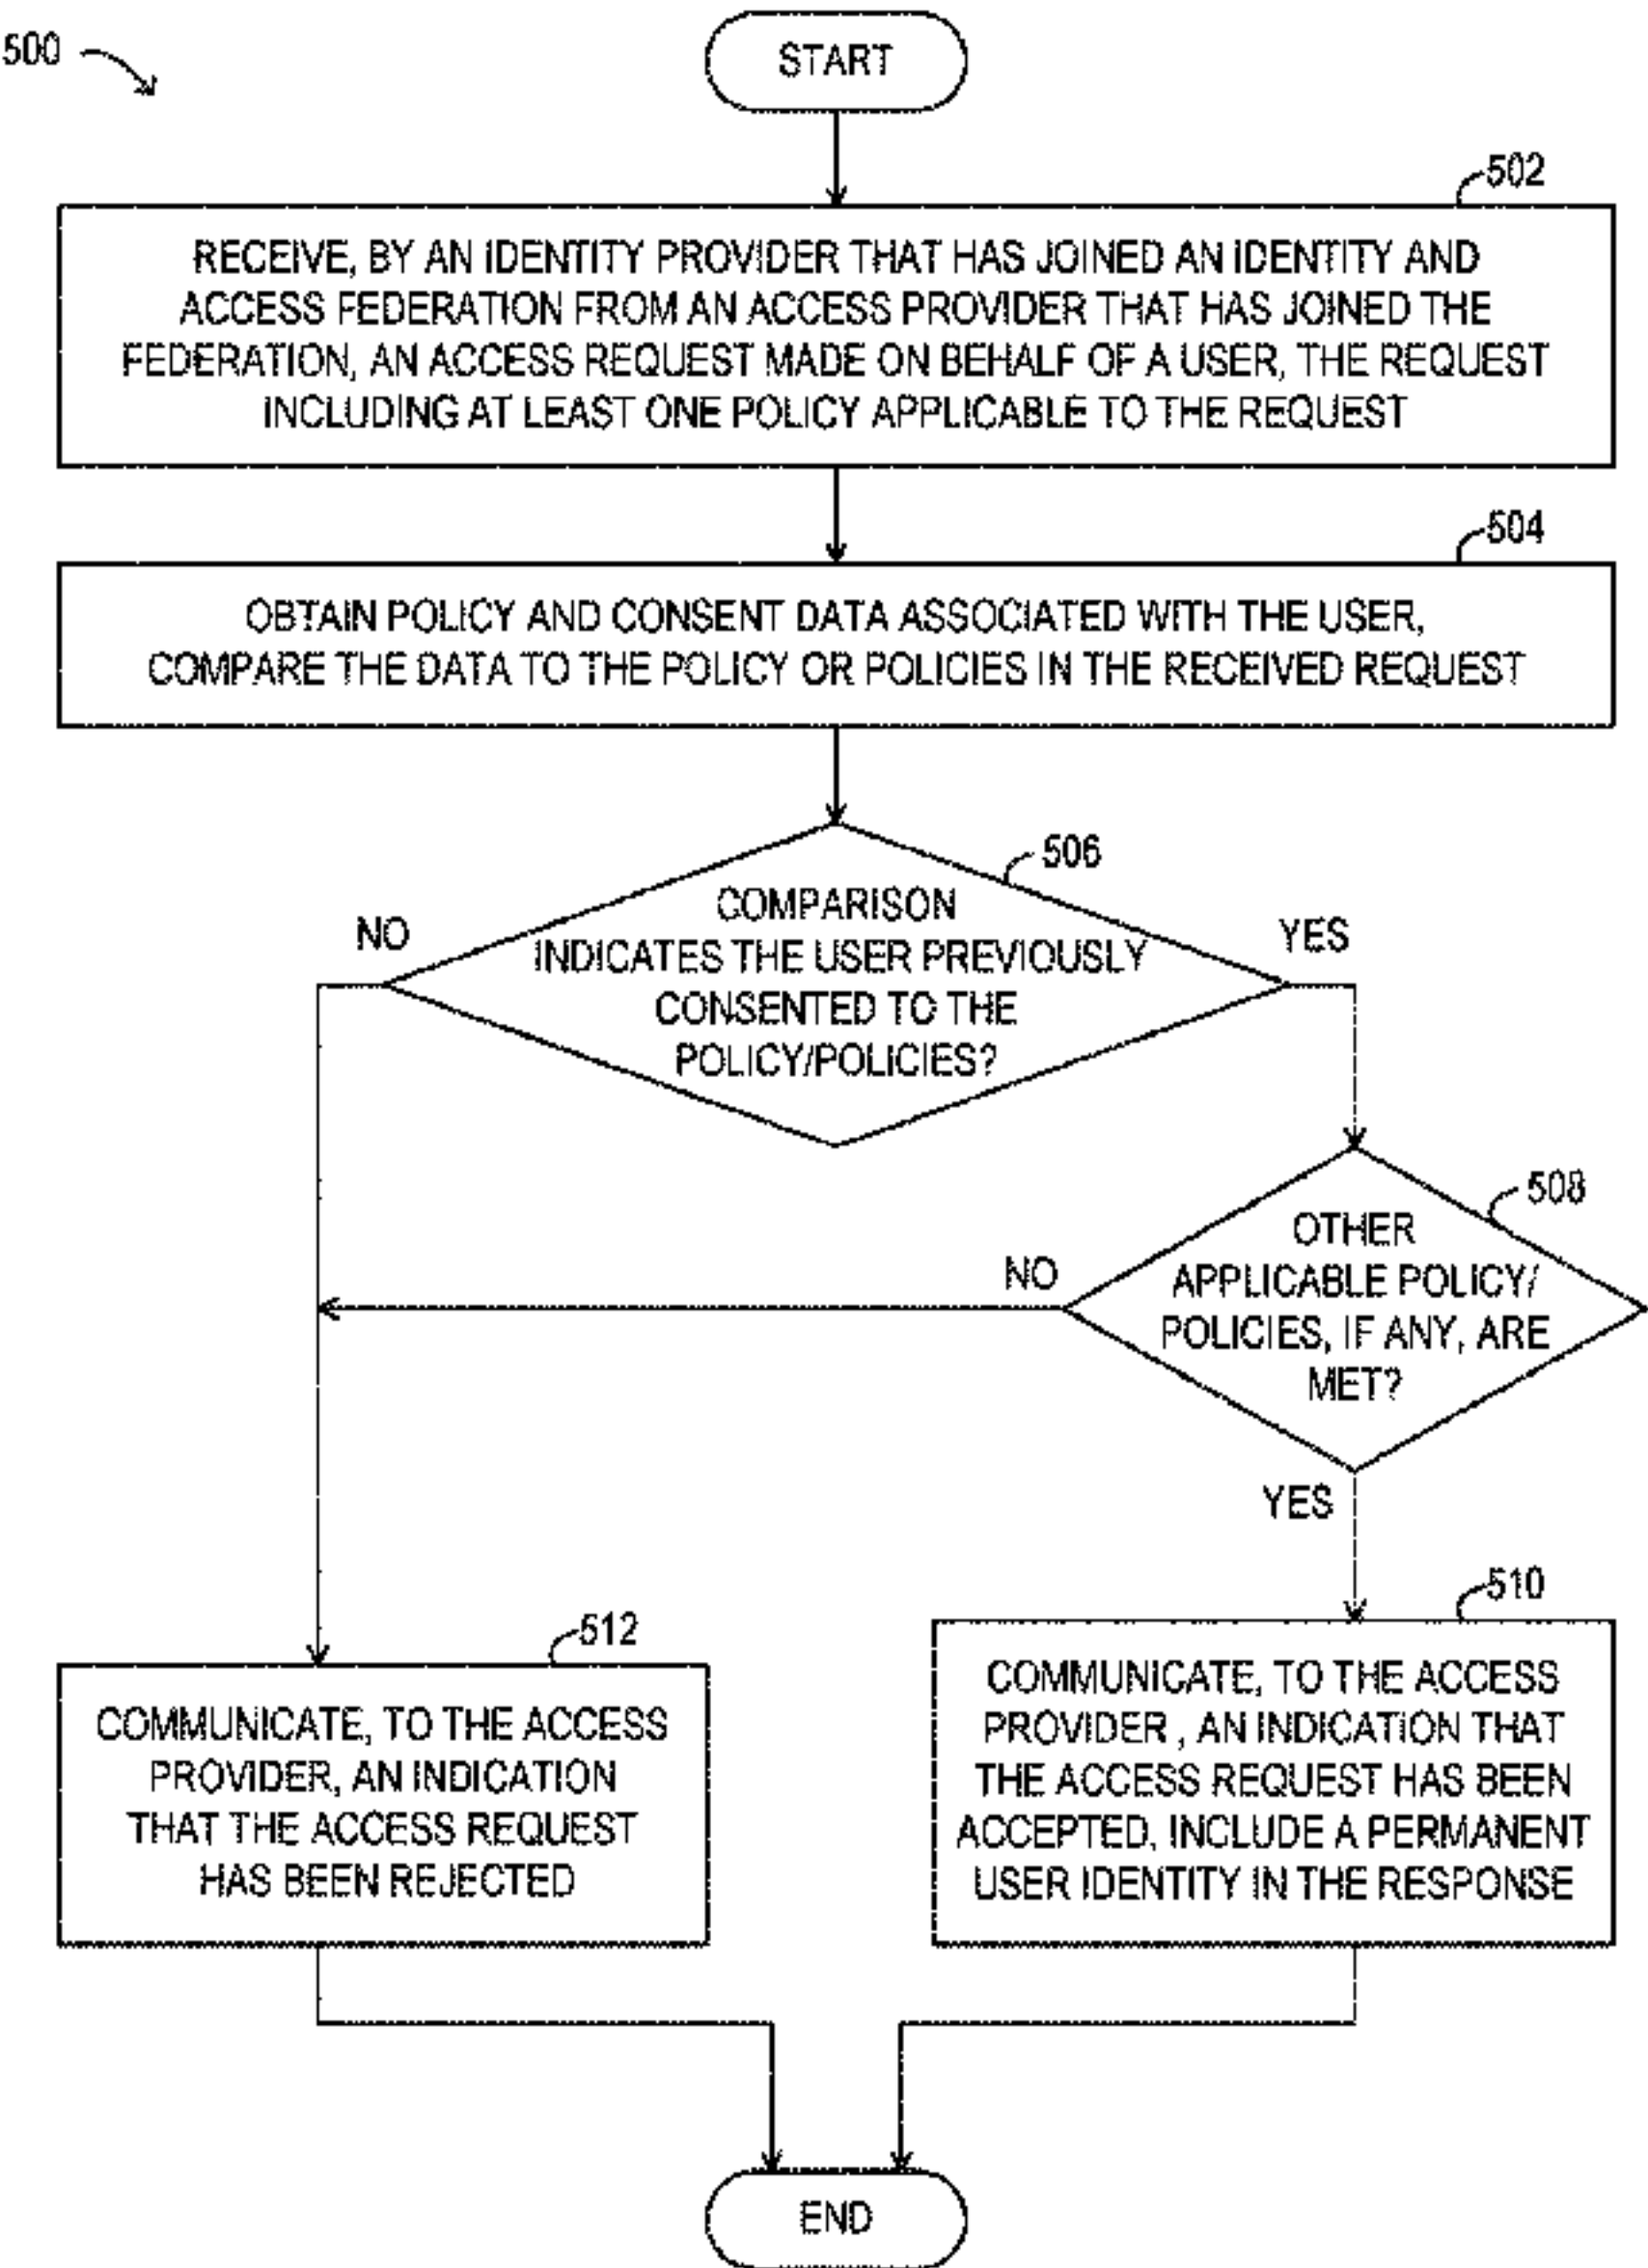 500
START
502
RECEIVE, BY AN IDENTITY PROVIDER THAT HAS JOINED AN IDENTITY AND
ACCESS FEDERATION FROM AN ACCESS PROVIDER THAT HAS JOINED THE
FEDERATION, AN ACCESS REQUEST MADE ON BEHALF OF A USER, THE REQUEST
INCLUDING AT LEAST ONE POLICY APPLICABLE TO THE REQUEST
504
OBTAIN POLICY AND CONSENT DATA ASSOCIATED WITH THE USER,
COMPARE THE DATA TO THE POLICY OR POLICIES IN THE RECEIVED REQUEST
506
COMPARISON
INDICATES THE USER PREVIOUSLY
CONSENTED TO THE
POLICY/POLICIES?
NO
YES
508
OTHER
APPLICABLE POLICY/
POLICIES, IF ANY, ARE
MET?
NO
YES
512
COMMUNICATE, TO THE ACCESS
PROVIDER, AN INDICATION
THAT THE ACCESS REQUEST
HAS BEEN REJECTED
510
COMMUNICATE, TO THE ACCESS
PROVIDER , AN INDICATION THAT
THE ACCESS REQUEST HAS BEEN
ACCEPTED, INCLUDE A PERMANENT
USER IDENTITY IN THE RESPONSE
END